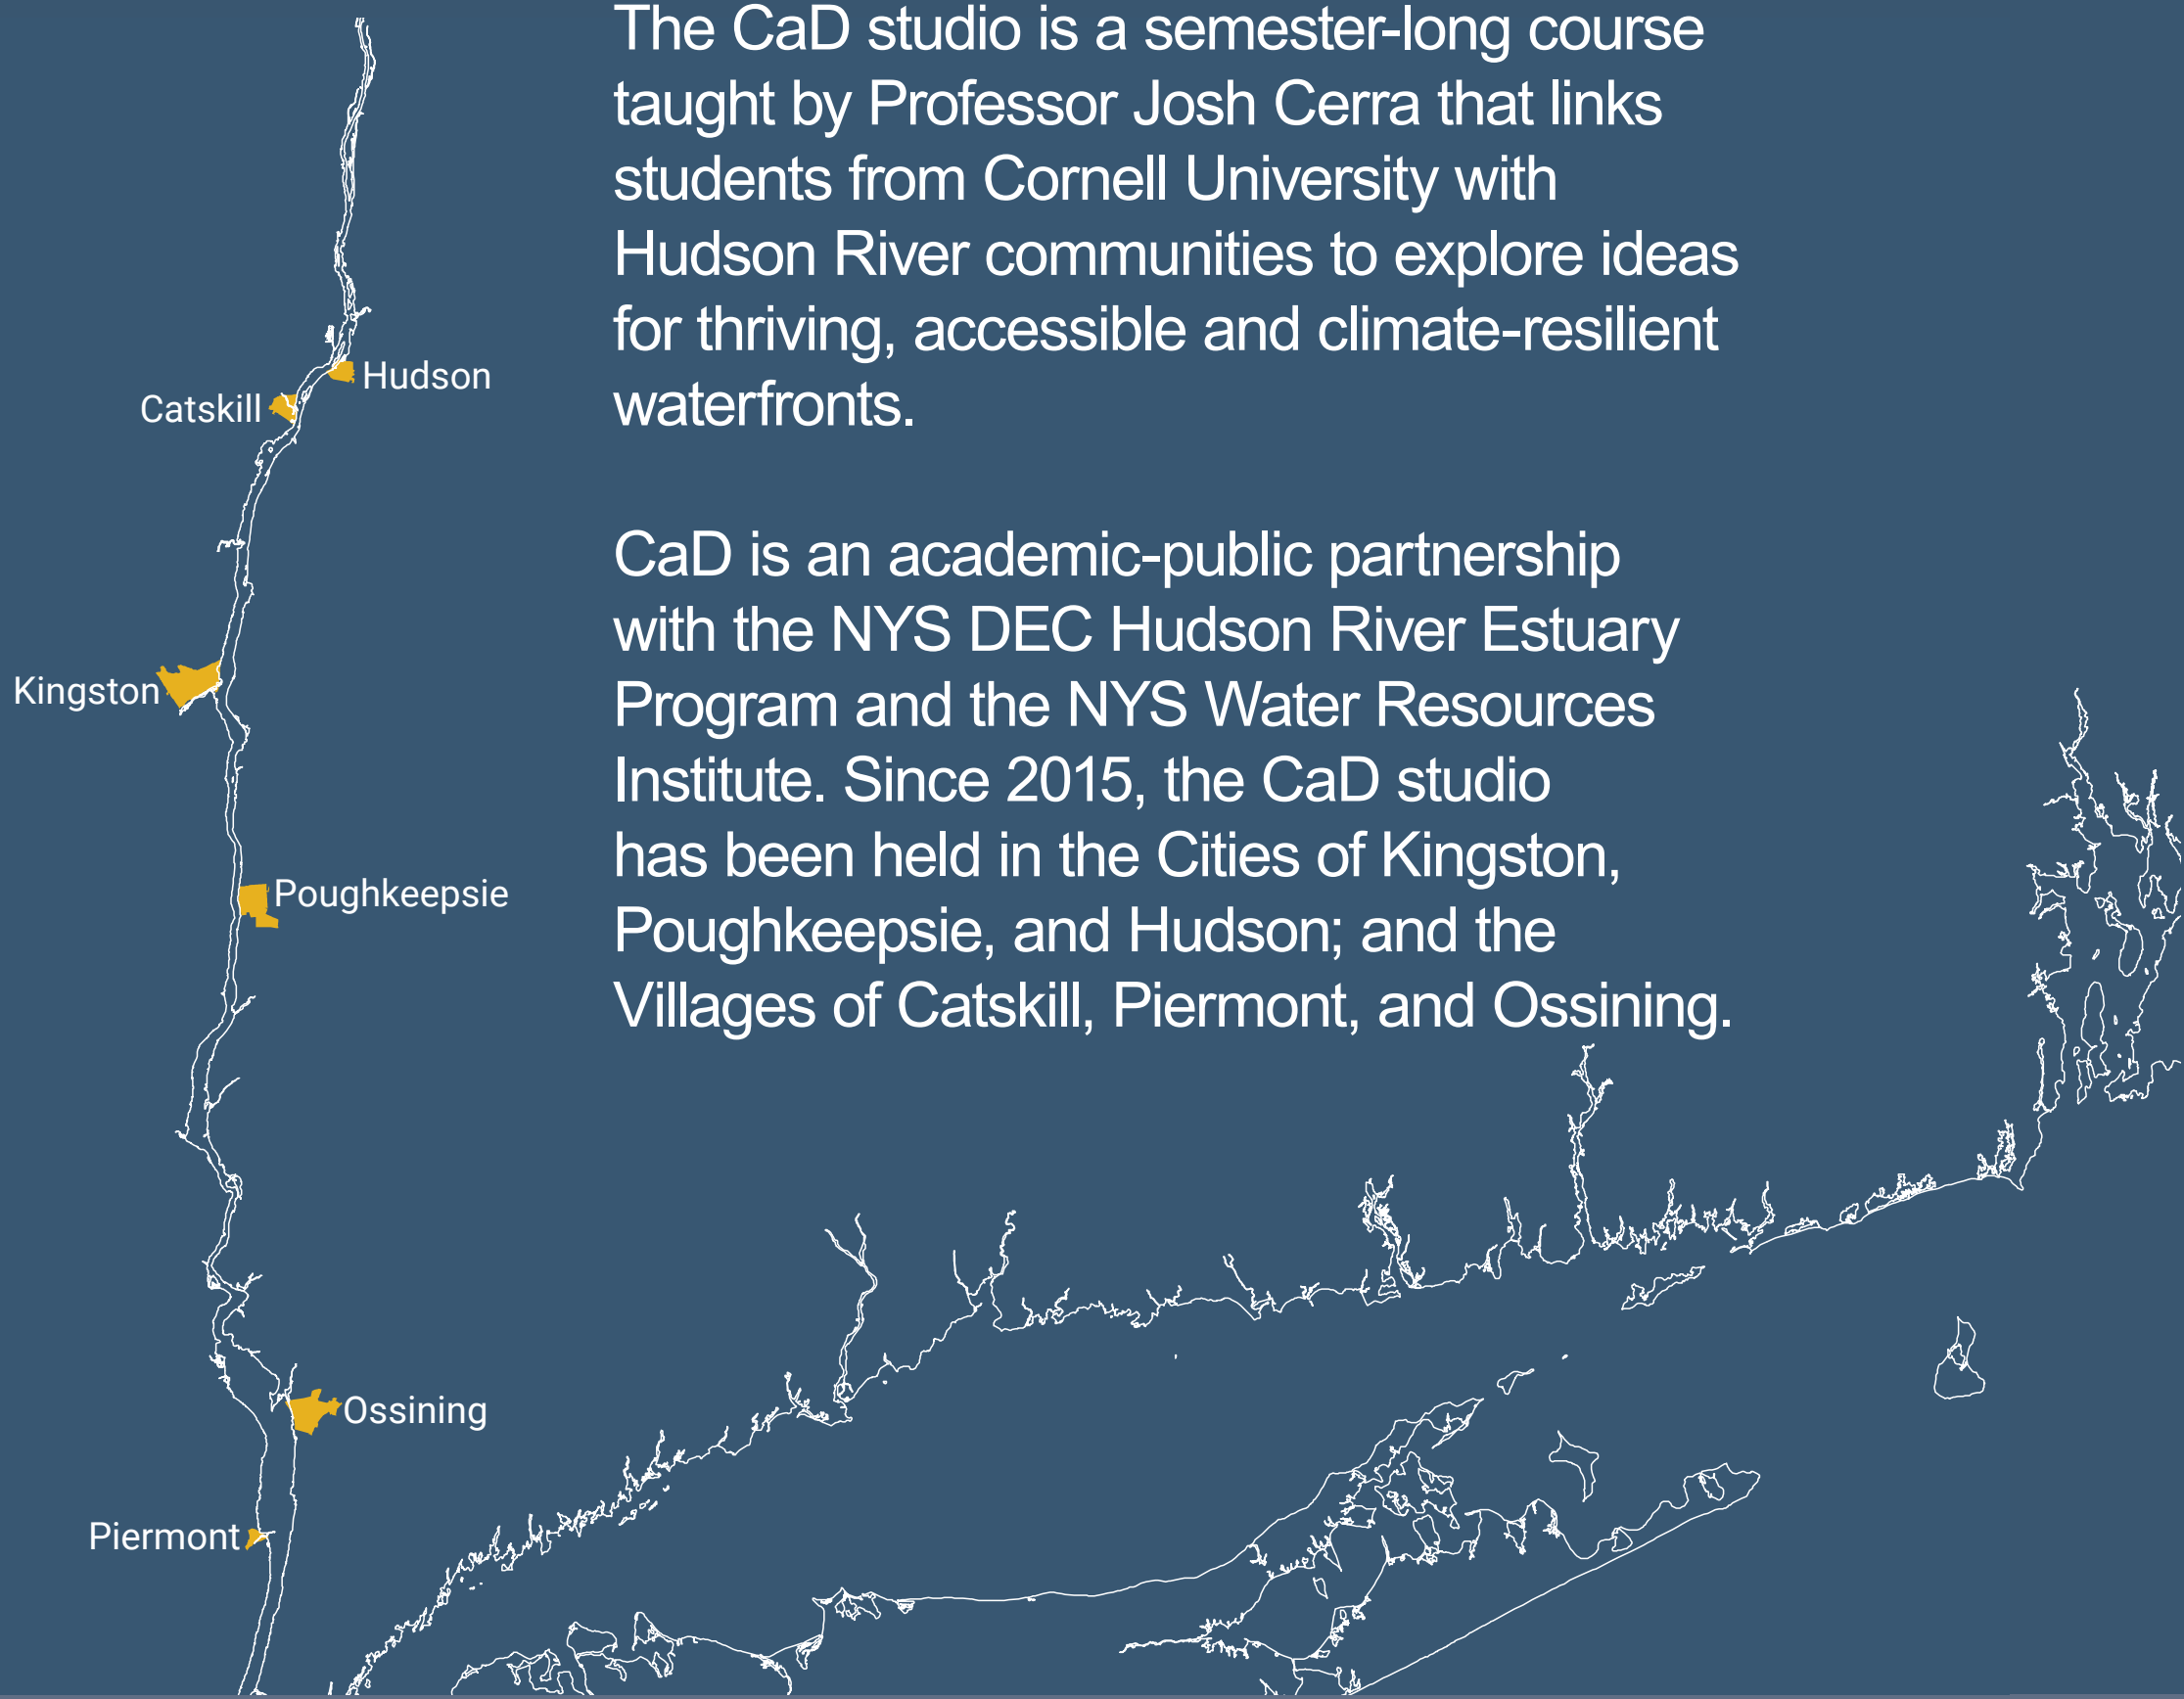 The CaD studio is a semester-long course
taught by Professor Josh Cerra that links
students from Cornell University with
Hudson River communities to explore ideas
for thriving, accessible and climate-resilient
waterfronts.
CaD is an academic-public partnership
with the NYS DEC Hudson River Estuary
Program and the NYS Water Resources
Institute. Since 2015, the CaD studio
has been held in the Cities of Kingston,
Poughkeepsie, and Hudson; and the
Villages of Catskill, Piermont, and Ossining.
Hudson
Catskill
Kingston
Poughkeepsie
Ossining
Piermont